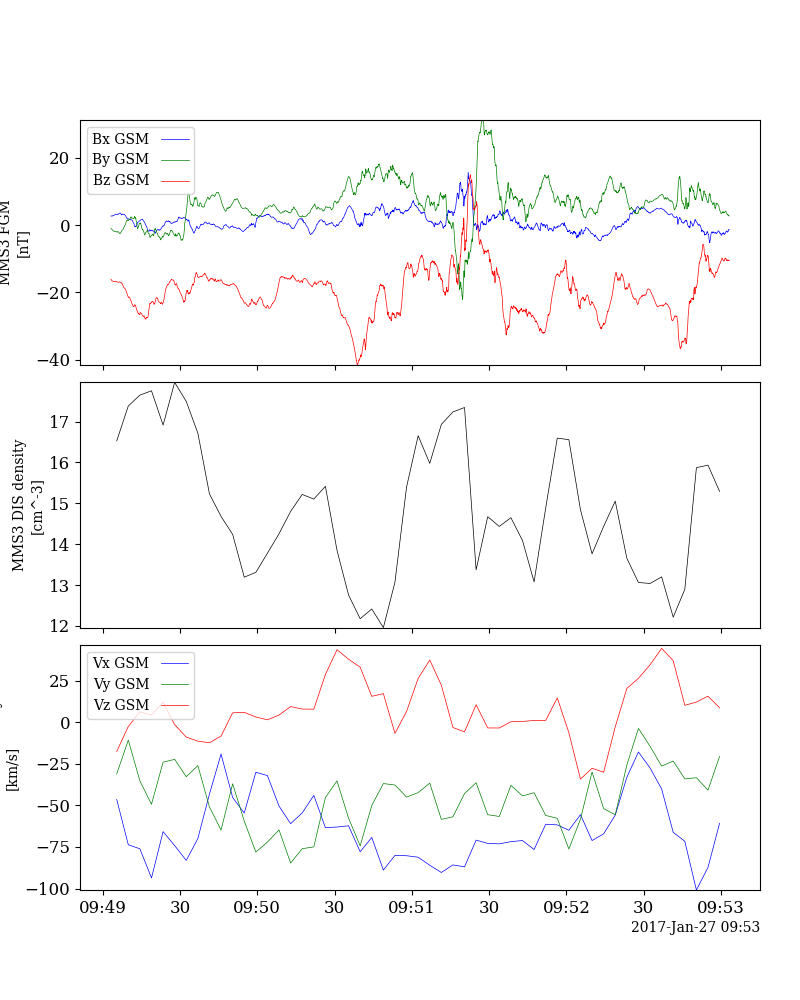 Bx GSM
By GSM
Bz GSM
20
0
−20
−40
MMS3 FGM
[nT]
17
16
15
14
13
12
MMS3 DIS density
[cm^-3]
Vx GSM
Vy GSM
Vz GSM
25
0
−25
−50
−75
−100
[km/s]
09:49
30
09:50
30
09:51
30
09:52
30
09:53
2017-Jan-27 09:53